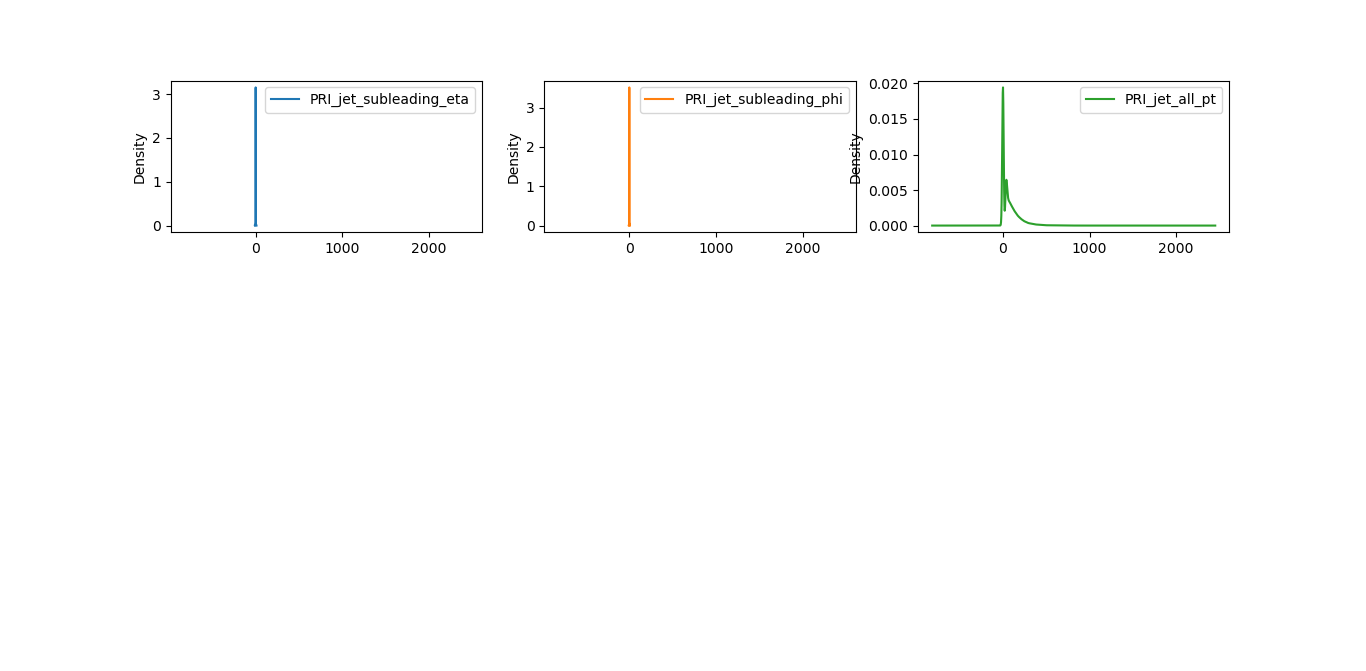 PRI_jet_subleading_eta
Density
3
2
1
0
0 1000 2000
PRI_jet_subleading_phi
Density
3
2
1
0
0 1000 2000
PRI_jet_all_pt
Density
0.020
0.015
0.010
0.005
0.000
0 1000 2000